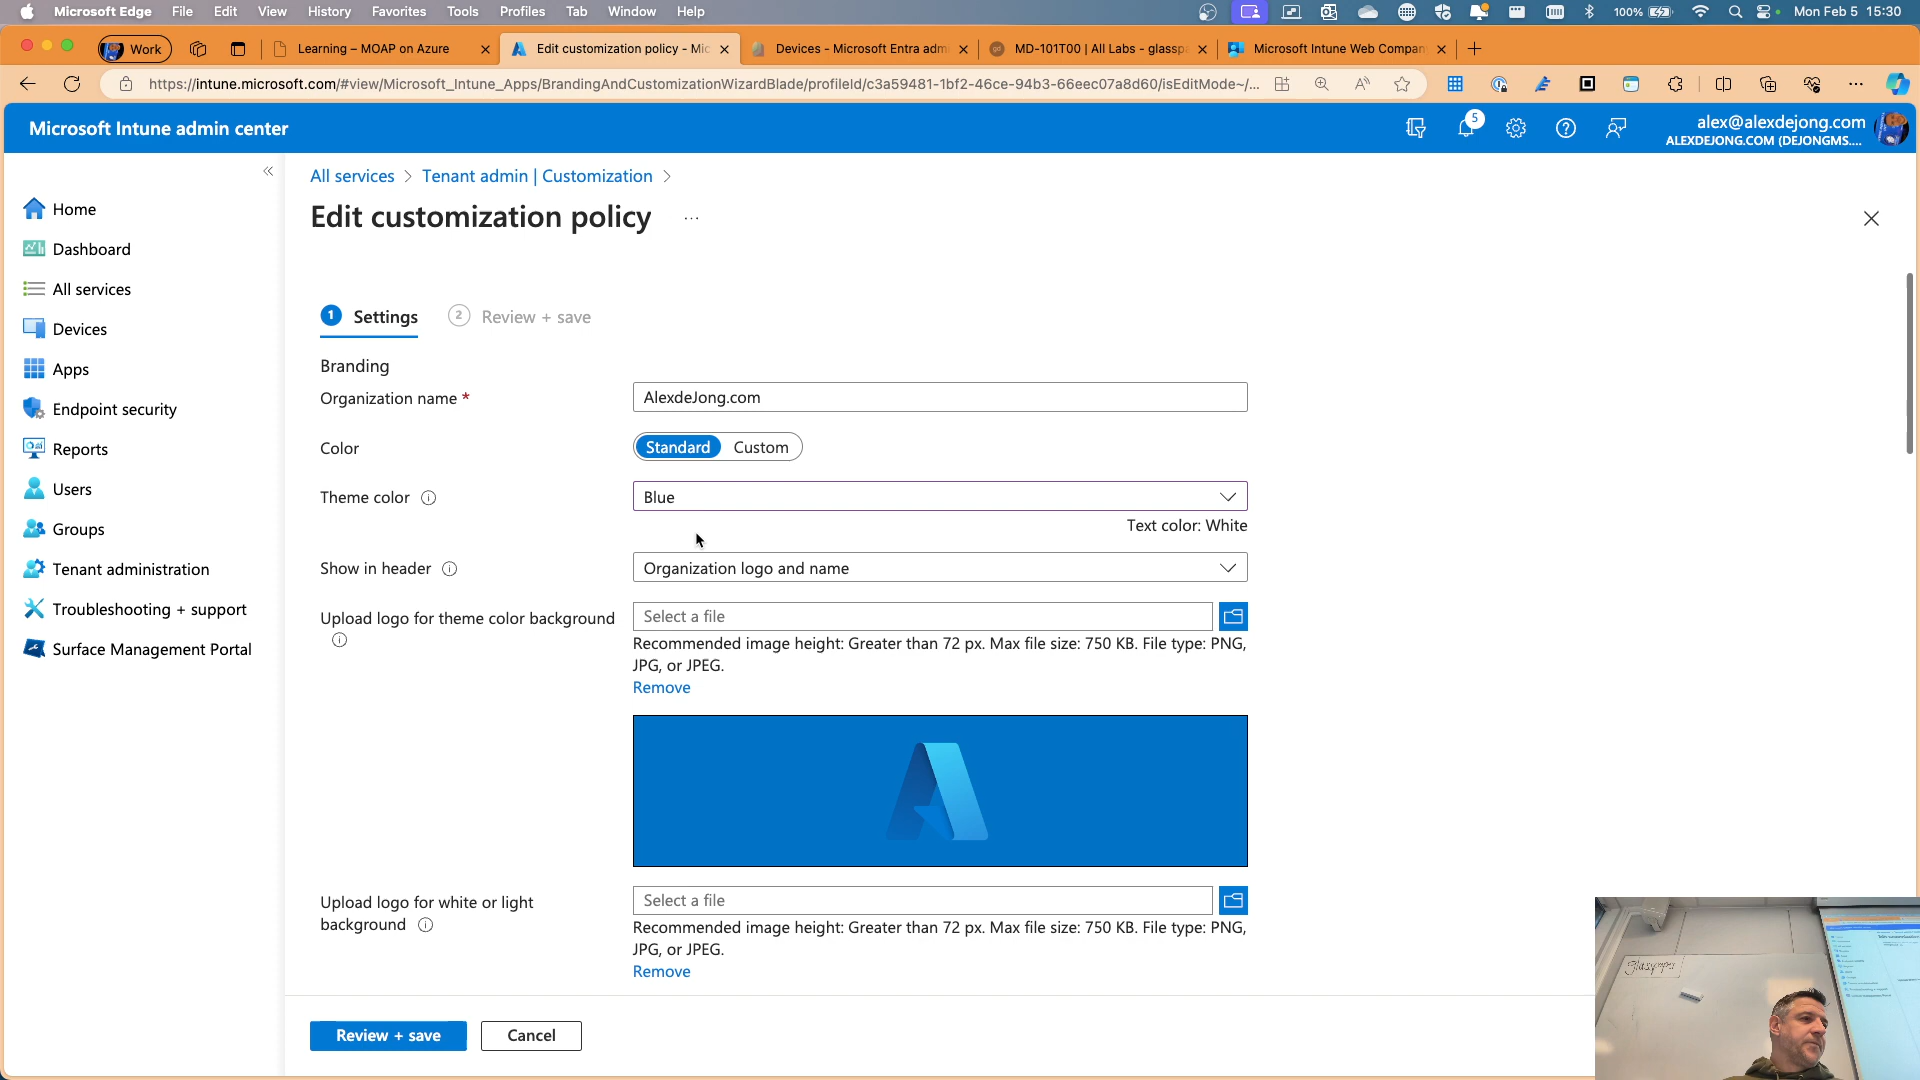 Microsoft Edge File Edit View History Favorites Tools Profiles Tab Window Help 100% Mon Feb 5 15:30
Work Learning – MOAP on Azure Edit customization policy - Mic Devices - Microsoft Entra adm MD-101T00 | All Labs - glassp Microsoft Intune Web Compan
https://intune.microsoft.com/#view/Microsoft_Intune_Apps/BrandingAndCustomizationWizardBlade/profileId/c3a59481-1bf2-46ce-94b3-66eec07a8d60/isEditMode~/...
Microsoft Intune admin center
5
alex@alexdejong.com
ALEXDEJONG.COM (DEJONGMS....
Home
Dashboard
All services
Devices
Apps
Endpoint security
Reports
Users
Groups
Tenant administration
Troubleshooting + support
Surface Management Portal
All services > Tenant admin | Customization >
Edit customization policy ...
1 Settings 2 Review + save
Branding
Organization name *
AlexdeJong.com
Color
Standard Custom
Theme color
Blue
Text color: White
Show in header
Organization logo and name
Upload logo for theme color background
Select a file
Recommended image height: Greater than 72 px. Max file size: 750 KB. File type: PNG,
JPG, or JPEG.
Remove
Upload logo for white or light
background
Select a file
Recommended image height: Greater than 72 px. Max file size: 750 KB. File type: PNG,
JPG, or JPEG.
Remove
Review + save Cancel